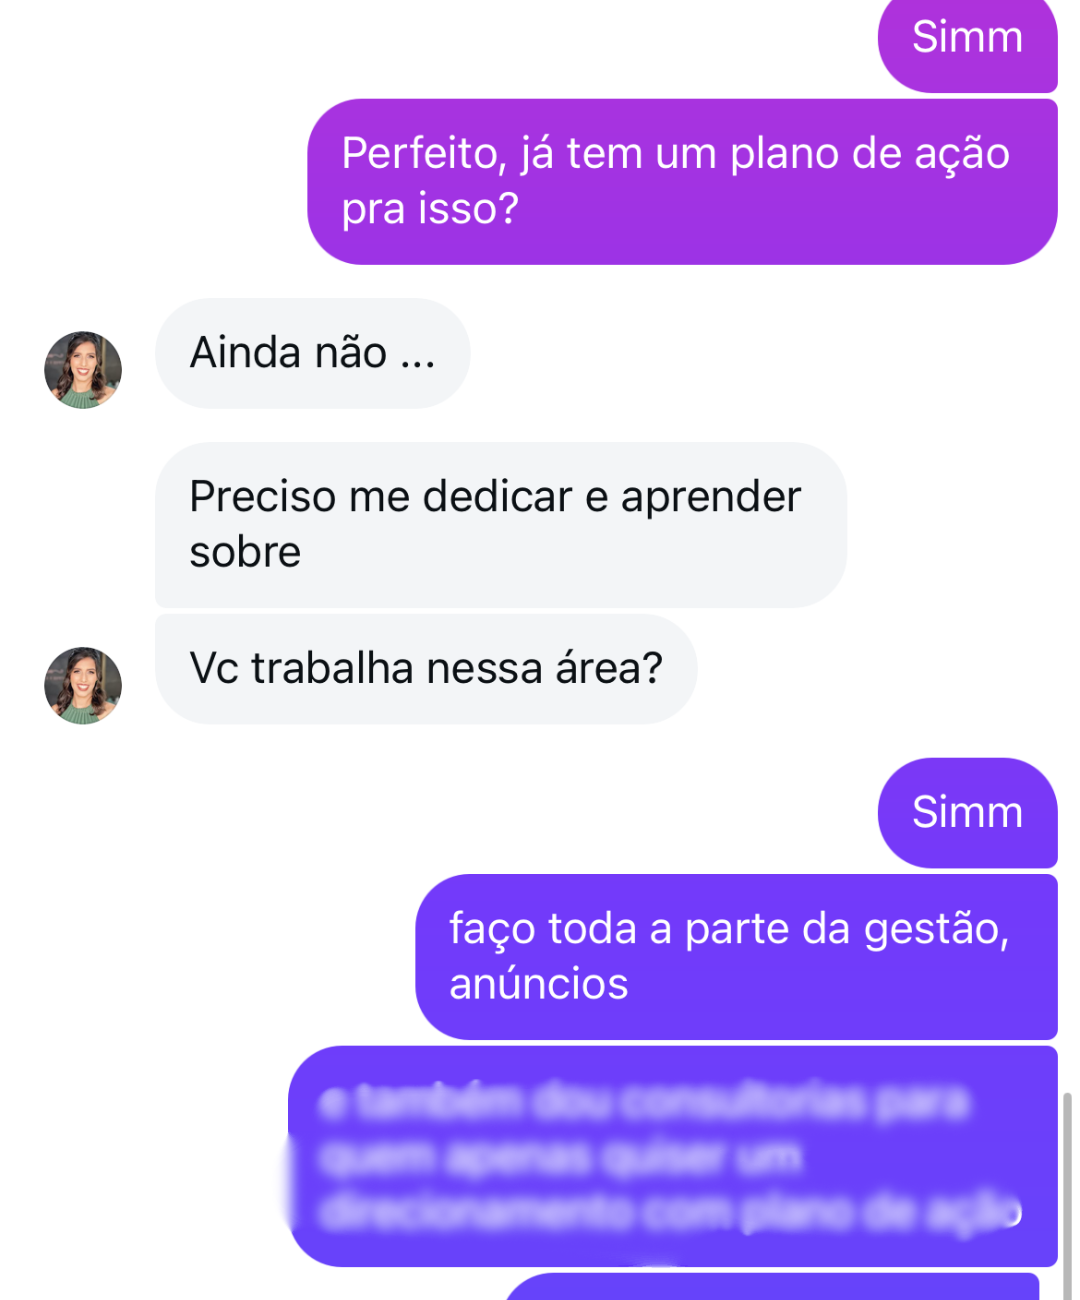 Simm
Perfeito, já tem um plano de ação
pra isso?
Ainda não ...
Preciso me dedicar e aprender
sobre
Vc trabalha nessa área?
Simm
faço toda a parte da gestão,
anúncios